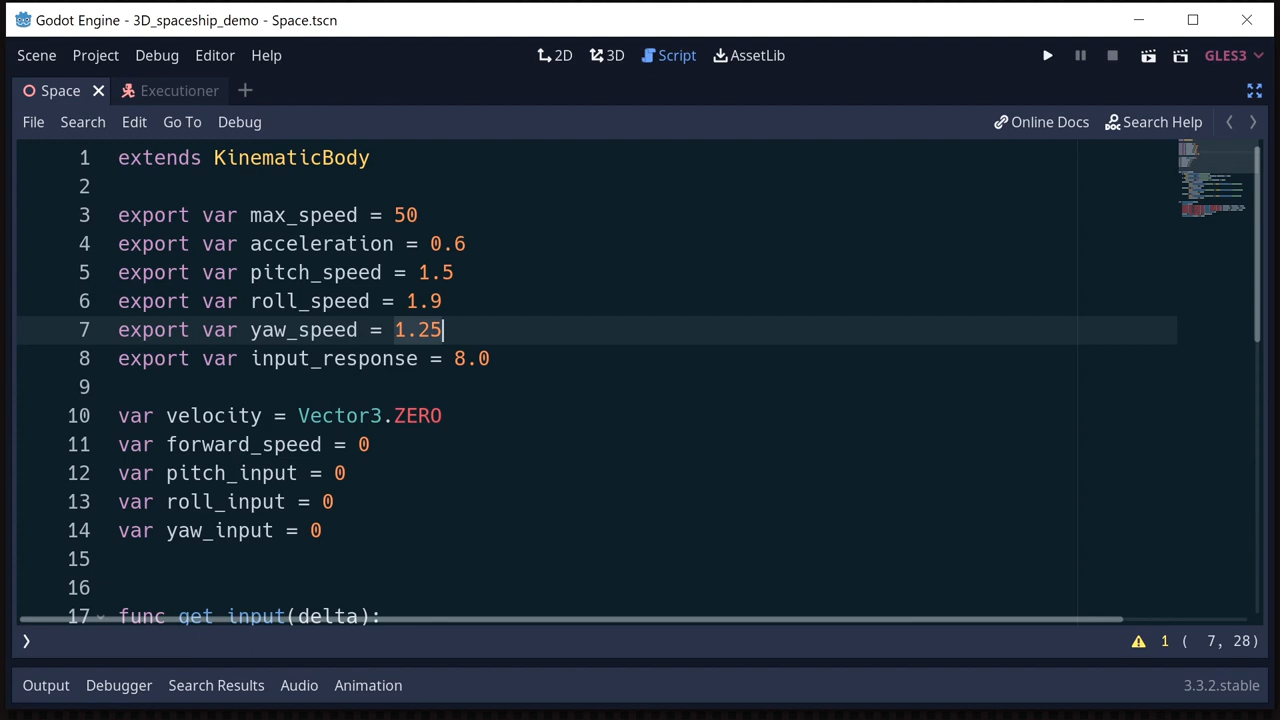 Godot Engine - 3D_spaceship_demo - Space.tscn
Scene Project Debug Editor Help 2D 3D Script AssetLib GLES3
Space Executioner
File Search Edit Go To Debug Online Docs Search Help
1 extends KinematicBody
2
3 export var max_speed = 50
4 export var acceleration = 0.6
5 export var pitch_speed = 1.5
6 export var roll_speed = 1.9
7 export var yaw_speed = 1.25
8 export var input_response = 8.0
9
10 var velocity = Vector3.ZERO
11 var forward_speed = 0
12 var pitch_input = 0
13 var roll_input = 0
14 var yaw_input = 0
15
16
17 func get_input(delta):
1 ( 7, 28)
Output Debugger Search Results Audio Animation 3.3.2.stable